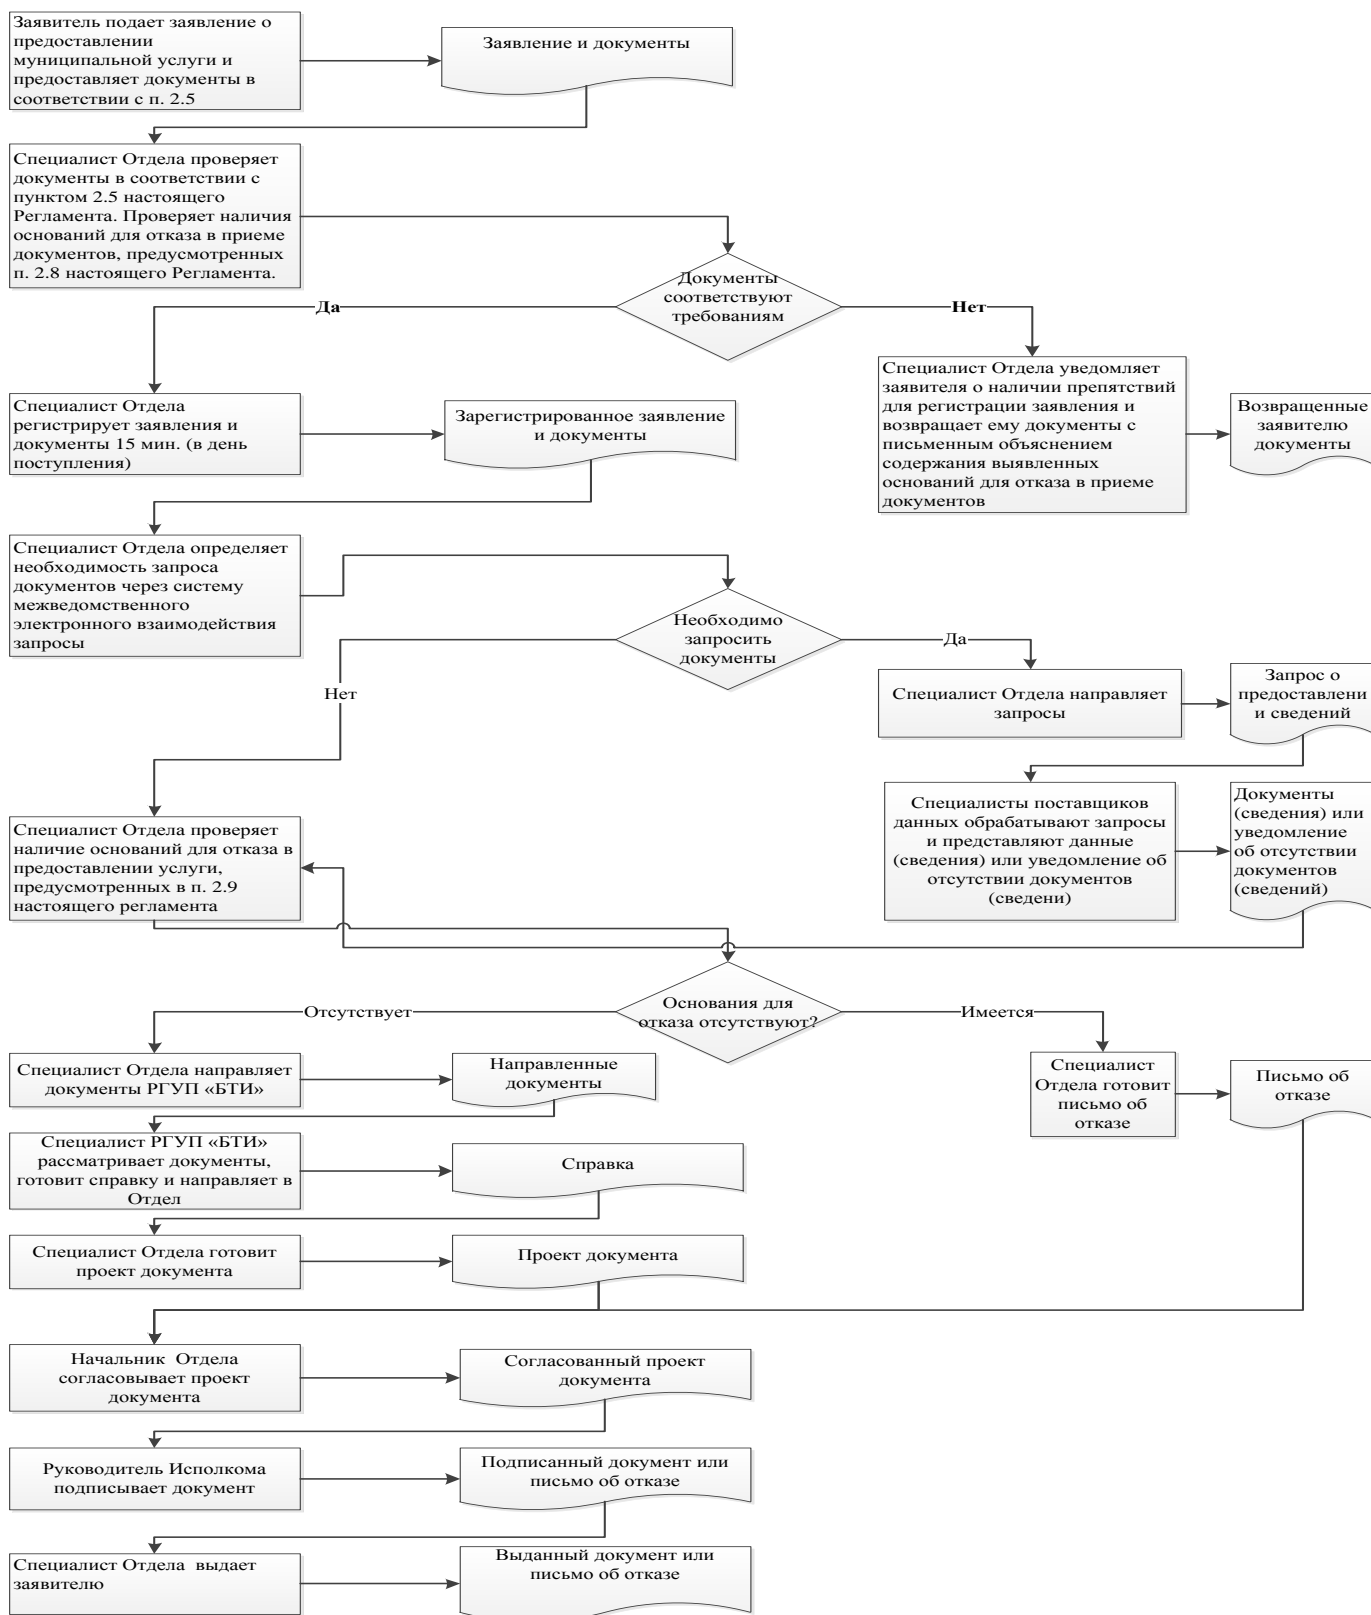 Заявитель подает заявление о
предоставлении
муниципальной услуги и
предоставляет документы в
соответствии с п. 2.5
Заявление и документы
Специалист Отдела проверяет
документы в соответствии с
пунктом 2.5 настоящего
Регламента. Проверяет наличия
оснований для отказа в приеме
документов, предусмотренных
п. 2.8 настоящего Регламента.
Документы
соответствуют
требованиям
Да
Нет
Специалист Отдела
регистрирует заявления и
документы 15 мин. (в день
поступления)
Зарегистрированное заявление
и документы
Специалист Отдела уведомляет
заявителя о наличии препятствий
для регистрации заявления и
возвращает ему документы с
письменным объяснением
содержания выявленных
оснований для отказа в приеме
документов
Возвращенные
заявителю
документы
Специалист Отдела определяет
необходимость запроса
документов через систему
межведомственного
электронного взаимодействия
запросы
Необходимо
запросить
документы
Да
Нет
Специалист Отдела направляет
запросы
Запрос о
предоставлени
и сведений
Специалисты поставщиков
данных обрабатывают запросы
и представляют данные
(сведения) или уведомление об
отсутствии документов
(сведени)
Документы
(сведения) или
уведомление
об отсутствии
документов
(сведений)
Специалист Отдела проверяет
наличие оснований для отказа в
предоставлении услуги,
предусмотренных в п. 2.9
настоящего регламента
Основания для
отказа отсутствуют?
Отсутствует
Имеется
Специалист Отдела направляет
документы РГУП «БТИ»
Направленные
документы
Специалист
Отдела готовит
письмо об
отказе
Письмо об
отказе
Специалист РГУП «БТИ»
рассматривает документы,
готовит справку и направляет в
Отдел
Справка
Специалист Отдела готовит
проект документа
Проект документа
Начальник  Отдела
согласовывает проект
документа
Согласованный проект
документа
Руководитель Исполкома
подписывает документ
Подписанный документ или
письмо об отказе
Специалист Отдела  выдает
заявителю
Выданный документ или
письмо об отказе